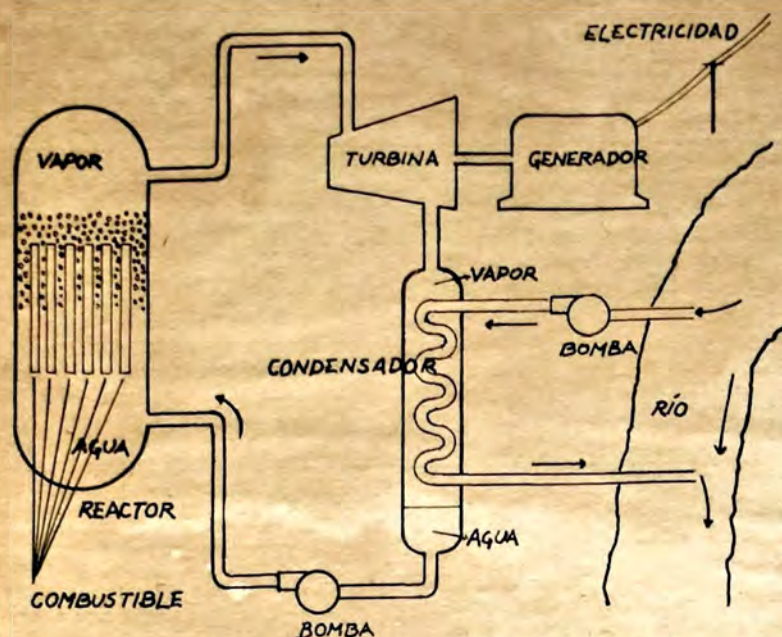 ELECTRICIDAD
VAPOR
TURBINA
GENERADOR
VAPOR
BOMBA
CONDENSADOR
RÍO
AGUA
REACTOR
AGUA
COMBUSTIBLE
BOMBA